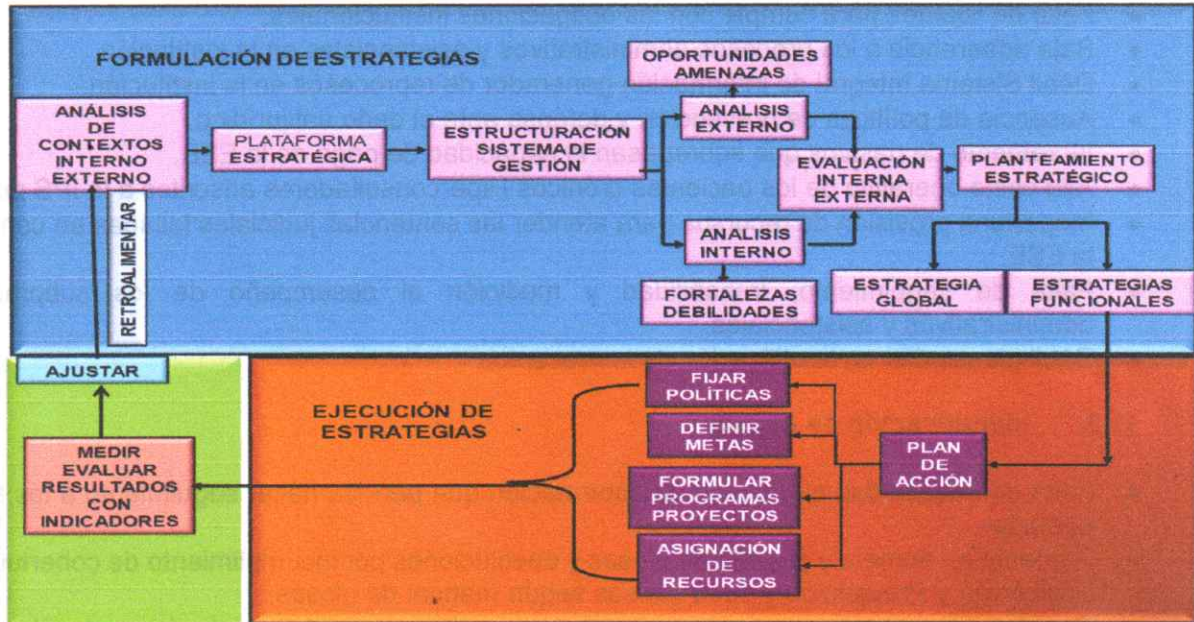 FORMULACIÓN DE ESTRATEGIAS
OPORTUNIDADES
AMENAZAS
ANÁLISIS
DE
CONTEXTOS
INTERNO
EXTERNO
PLATAFORMA
ESTRATÉGICA
ESTRUCTURACIÓN
SISTEMA DE
GESTIÓN
ANALISIS
EXTERNO
EVALUACIÓN
INTERNA
EXTERNA
PLANTEAMIENTO
ESTRATÉGICO
ANALISIS
INTERNO
FORTALEZAS
DEBILIDADES
ESTRATEGIA
GLOBAL
ESTRATEGIAS
FUNCIONALES
RETROALIMENTAR
AJUSTAR
MEDIR
EVALUAR
RESULTADOS
CON
INDICADORES
EJECUCIÓN DE
ESTRATEGIAS
FIJAR
POLÍTICAS
DEFINIR
METAS
FORMULAR
PROGRAMAS
PROYECTOS
ASIGNACIÓN
DE
RECURSOS
PLAN
DE
ACCIÓN